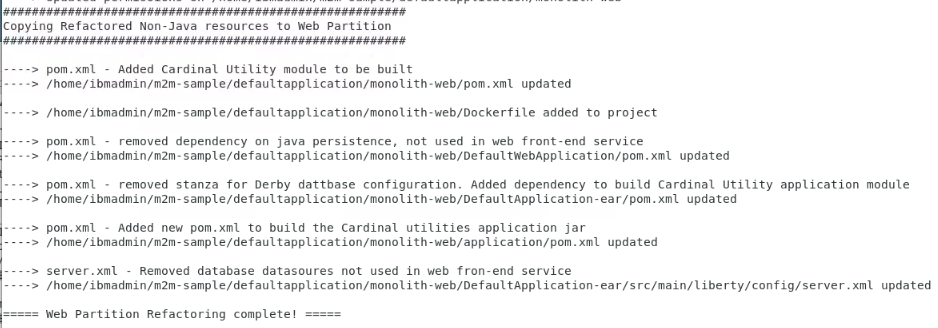 ##########################################################
Copying Refactored Non-Java resources to Web Partition
##########################################################
----> pom.xml - Added Cardinal Utility module to be built
----> /home/ibmadmin/m2m-sample/defaultapplication/monolith-web/pom.xml updated
----> /home/ibmadmin/m2m-sample/defaultapplication/monolith-web/Dockerfile added to project
----> pom.xml - removed dependency on java persistence, not used in web front-end service
----> /home/ibmadmin/m2m-sample/defaultapplication/monolith-web/DefaultWebApplication/pom.xml updated
----> pom.xml - removed stanza for Derby dattbase configuration. Added dependency to build Cardinal Utility application module
----> /home/ibmadmin/m2m-sample/defaultapplication/monolith-web/DefaultApplication-ear/pom.xml updated
----> pom.xml - Added new pom.xml to build the Cardinal utilities application jar
----> /home/ibmadmin/m2m-sample/defaultapplication/monolith-web/application/pom.xml updated
----> server.xml - Removed database datasoures not used in web fron-end service
----> /home/ibmadmin/m2m-sample/defaultapplication/monolith-web/DefaultApplication-ear/src/main/liberty/config/server.xml updated
===== Web Partition Refactoring complete! =====